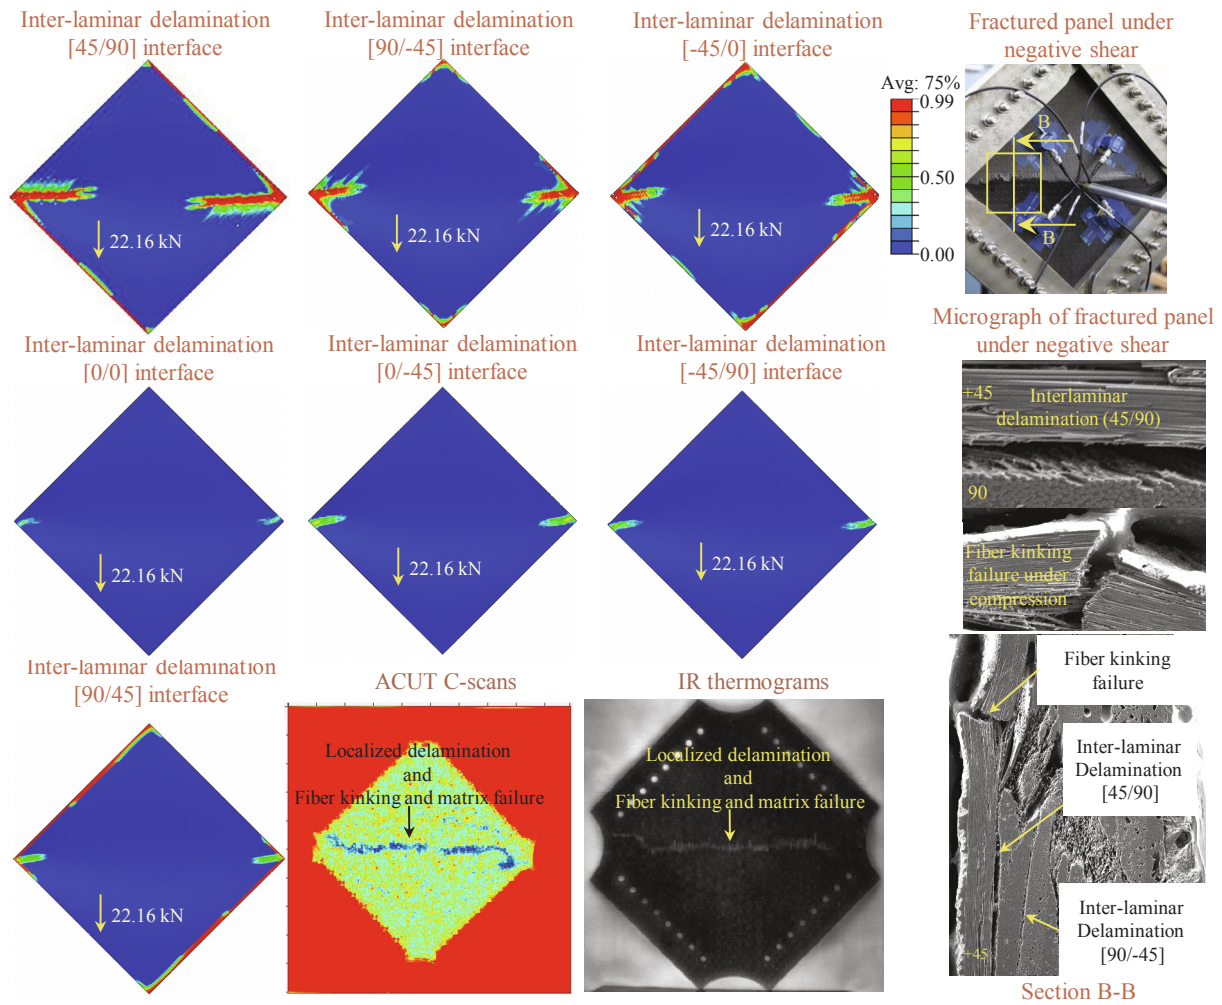 Inter-laminar delamination
[45/90] interface
Inter-laminar delamination
[90/-45] interface
Inter-laminar delamination
[-45/0] interface
Fractured panel under
negative shear
Avg: 75%
0.99
0.50
0.00
22.16 kN
22.16 kN
22.16 kN
B
B
Inter-laminar delamination
[0/0] interface
Inter-laminar delamination
[0/-45] interface
Inter-laminar delamination
[-45/90] interface
Micrograph of fractured panel
under negative shear
22.16 kN
22.16 kN
22.16 kN
+45
Interlaminar
delamination (45/90)
90
Fiber kinking
failure under
compression
Inter-laminar delamination
[90/45] interface
22.16 kN
ACUT C-scans
Localized delamination
and
Fiber kinking and matrix failure
IR thermograms
Localized delamination
and
Fiber kinking and matrix failure
Fiber kinking
failure
Inter-laminar
Delamination
[45/90]
Inter-laminar
Delamination
[90/-45]
+45
Section B-B